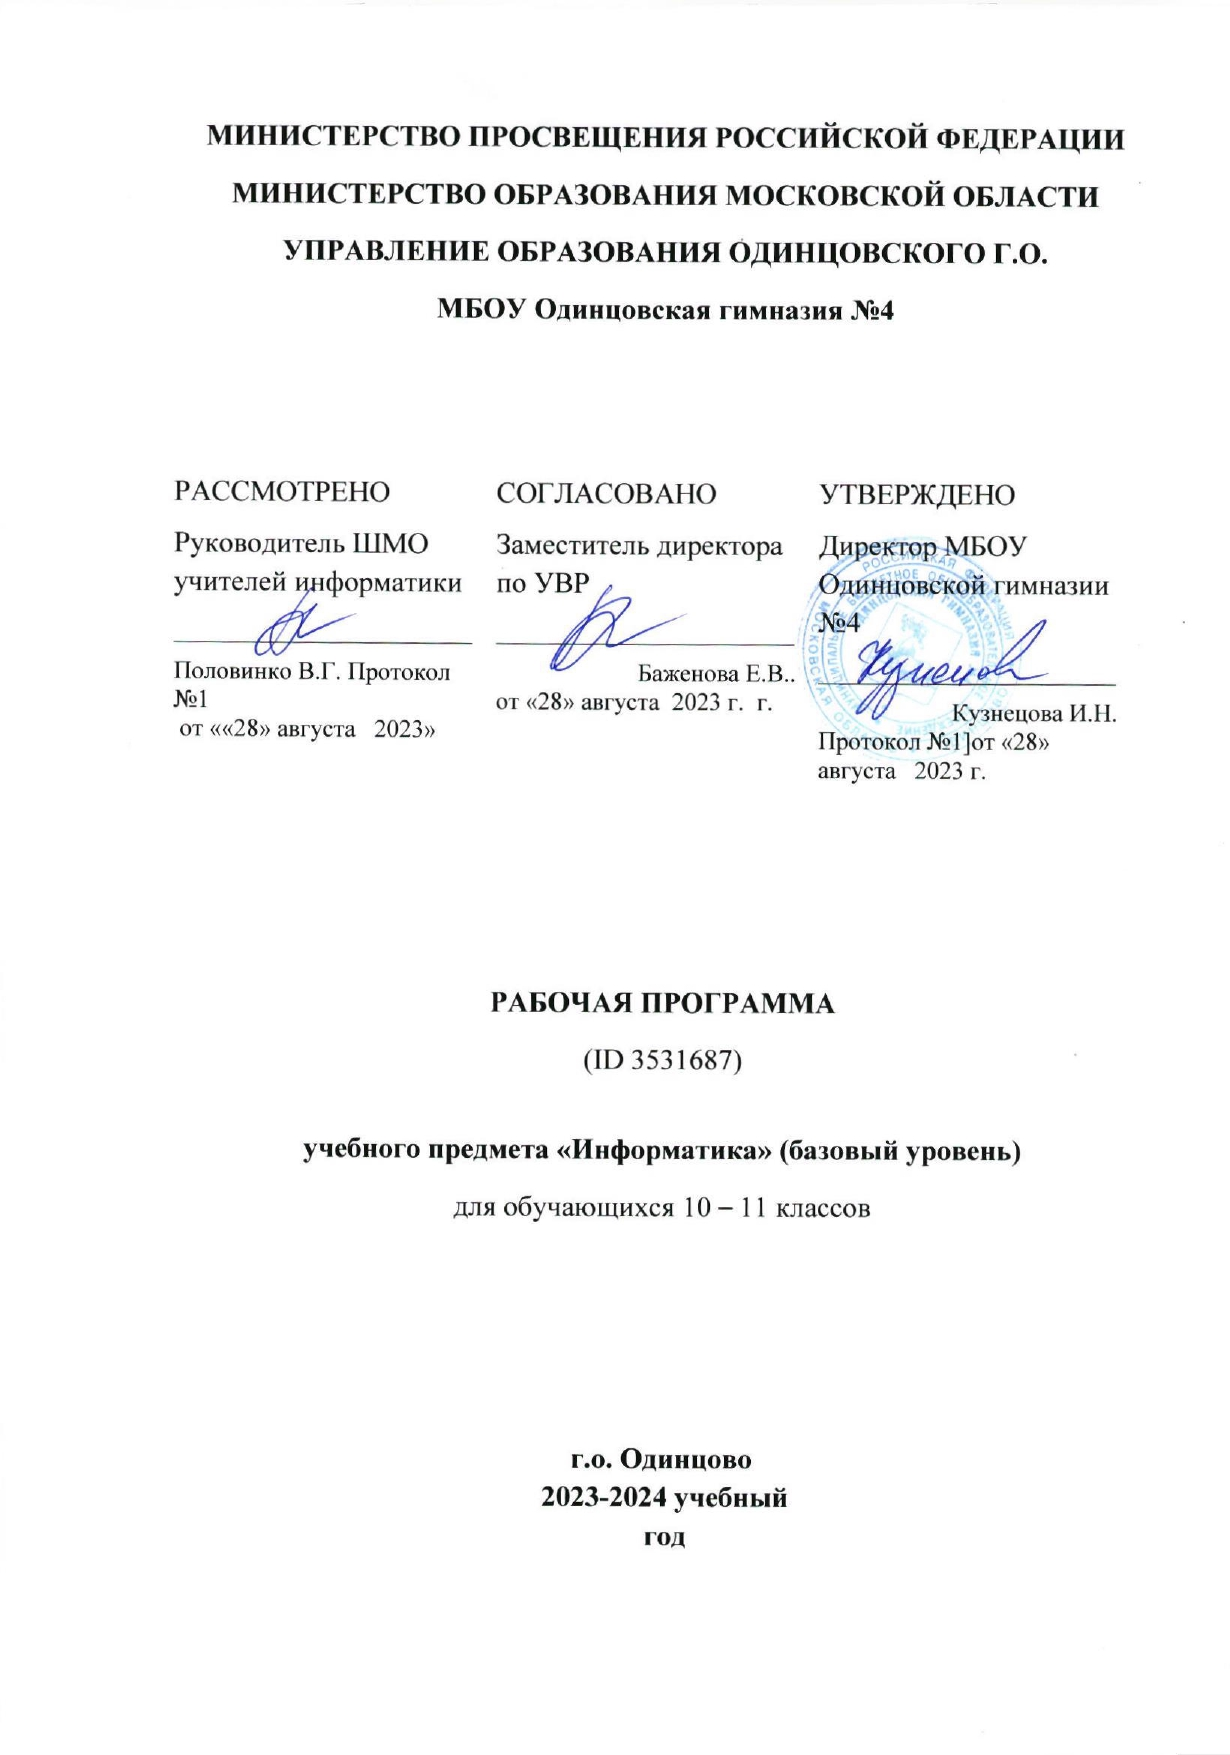 МИНИСТЕРСТВО ПРОСВЕЩЕНИЯ РОССИЙСКОЙ ФЕДЕРАЦИИ
МИНИСТЕРСТВО ОБРАЗОВАНИЯ МОСКОВСКОЙ ОБЛАСТИ
УПРАВЛЕНИЕ ОБРАЗОВАНИЯ ОДИНЦОВСКОГО Г.О.
МБОУ Одинцовская гимназия №4
РАССМОТРЕНО
Руководитель ШМО
учителей информатики
Половинко В.Г. Протокол
№1
от ««28» августа 2023»
СОГЛАСОВАНО
Заместитель директора
по УВР
Баженова Е.В..
от «28» августа 2023 г. г.
УТВЕРЖДЕНО
Директор МБОУ
Одинцовской гимназии
№4
Кузнецова И.Н.
Протокол №1]от «28»
августа 2023 г.
РАБОЧАЯ ПРОГРАММА
(ID 3531687)
учебного предмета «Информатика» (базовый уровень)
для обучающихся 10 – 11 классов
г.о. Одинцово
2023-2024 учебный
год